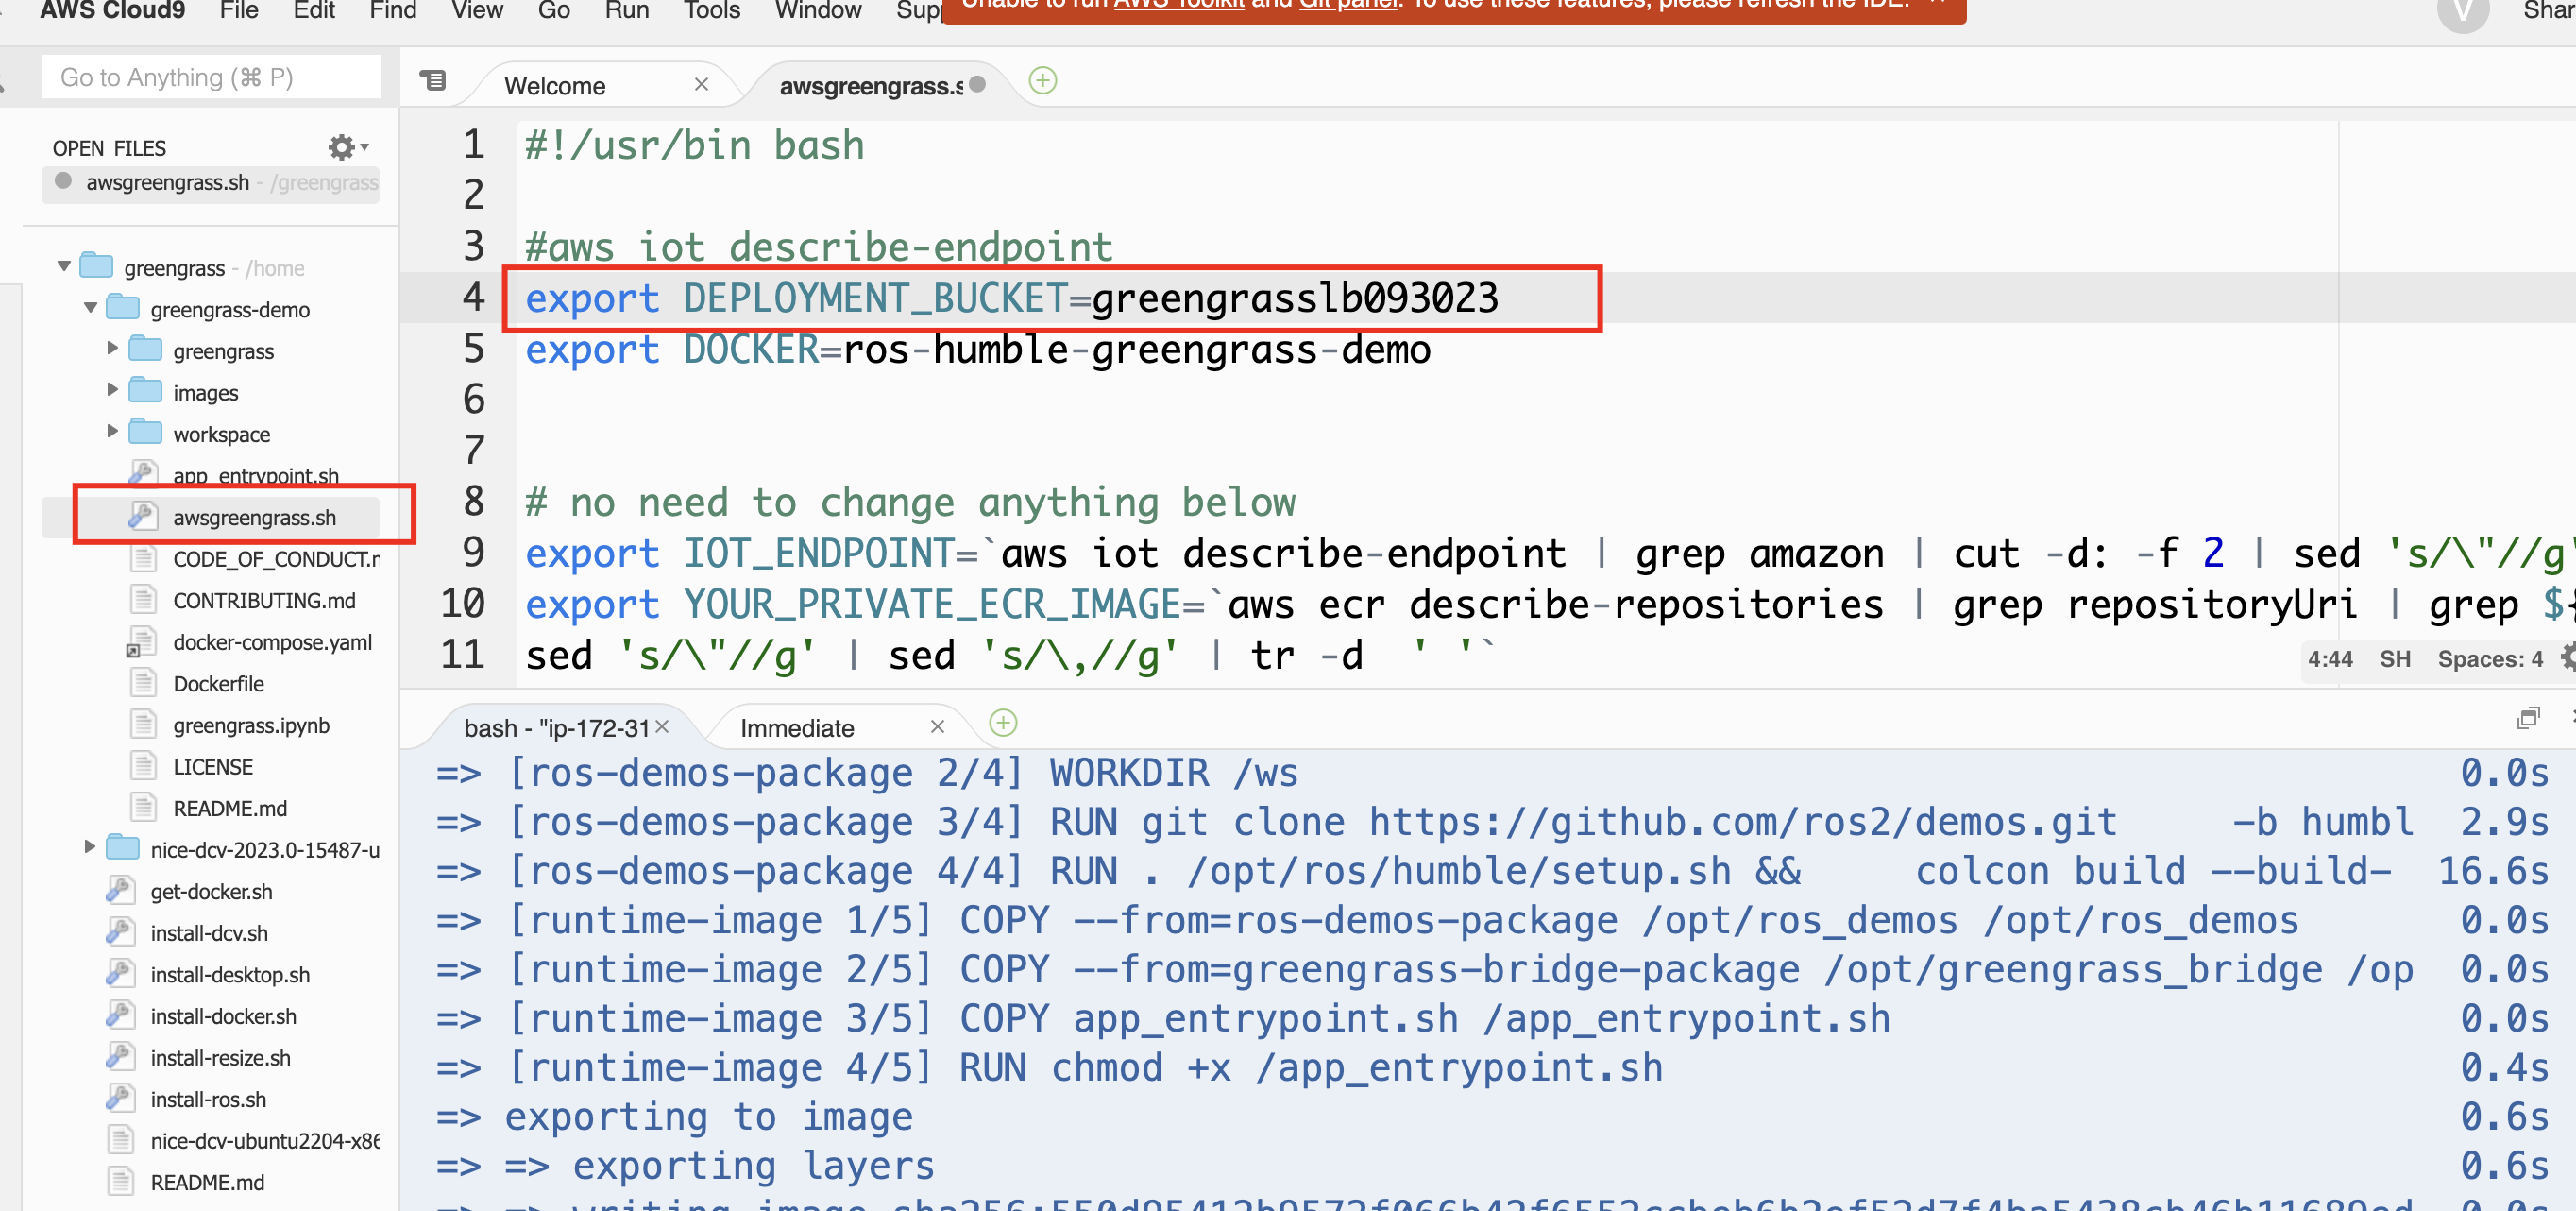 AWS Cloud9 File Edit Find View Go Run Tools Window
Unable to run AWS Toolkit and Git panel. To use these features, please refresh the IDE.
V
Go to Anything (⌘ P)
Welcome
awsgreengrass.s
OPEN FILES
awsgreengrass.sh - /greengrass
greengrass - /home
greengrass-demo
greengrass
images
workspace
app_entrypoint.sh
awsgreengrass.sh
CODE_OF_CONDUCT.r
CONTRIBUTING.md
docker-compose.yaml
Dockerfile
greengrass.ipynb
LICENSE
README.md
nice-dcv-2023.0-15487-u
get-docker.sh
install-dcv.sh
install-desktop.sh
install-docker.sh
install-resize.sh
install-ros.sh
nice-dcv-ubuntu2204-x86
README.md
1 #!/usr/bin bash
2
3 #aws iot describe-endpoint
4 export DEPLOYMENT_BUCKET=greengrasslb093023
5 export DOCKER=ros-humble-greengrass-demo
6
7
8 # no need to change anything below
9 export IOT_ENDPOINT=`aws iot describe-endpoint | grep amazon | cut -d: -f 2 | sed 's/\"//g'
10 export YOUR_PRIVATE_ECR_IMAGE=`aws ecr describe-repositories | grep repositoryUri | grep ${
11 sed 's/\"//g' | sed 's/\,//g' | tr -d ' '`
4:44 SH Spaces: 4
bash - "ip-172-31
Immediate
=> [ros-demos-package 2/4] WORKDIR /ws 0.0s
=> [ros-demos-package 3/4] RUN git clone https://github.com/ros2/demos.git -b humbl 2.9s
=> [ros-demos-package 4/4] RUN . /opt/ros/humble/setup.sh && colcon build --build- 16.6s
=> [runtime-image 1/5] COPY --from=ros-demos-package /opt/ros_demos /opt/ros_demos 0.0s
=> [runtime-image 2/5] COPY --from=greengrass-bridge-package /opt/greengrass_bridge /op 0.0s
=> [runtime-image 3/5] COPY app_entrypoint.sh /app_entrypoint.sh 0.0s
=> [runtime-image 4/5] RUN chmod +x /app_entrypoint.sh 0.4s
=> exporting to image 0.6s
=> => exporting layers 0.6s